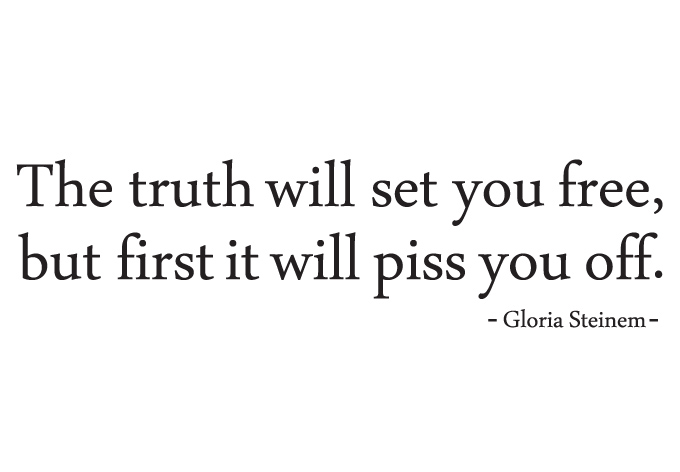 The truth will set you free,
but first it will piss you off.
- Gloria Steinem -